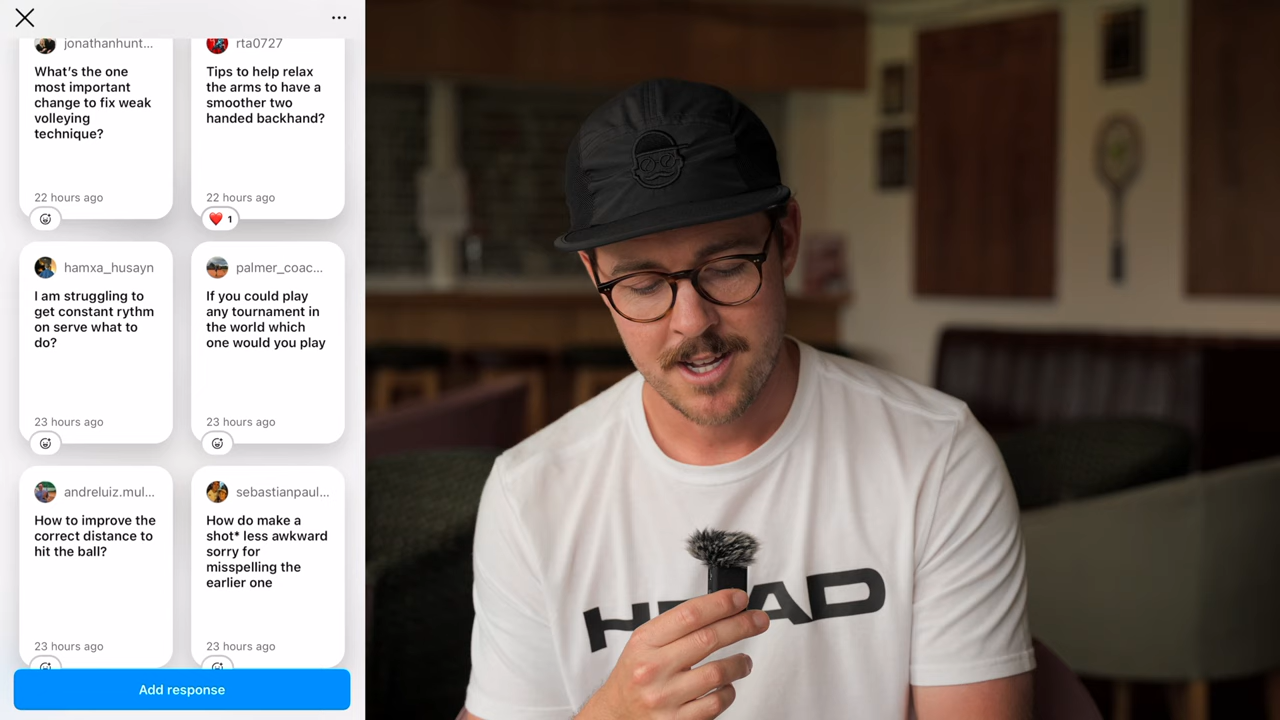 jonathanhunt...
What's the one
most important
change to fix weak
volleying
technique?
22 hours ago
rta0727
Tips to help relax
the arms to have a
smoother two
handed backhand?
22 hours ago
❤️ 1
hamxa_husayn
I am struggling to
get constant rythm
on serve what to
do?
23 hours ago
palmer_coac...
If you could play
any tournament in
the world which
one would you play
23 hours ago
andreluiz.mul...
How to improve the
correct distance to
hit the ball?
23 hours ago
sebastianpaul...
How do make a
shot* less awkward
sorry for
misspelling the
earlier one
23 hours ago
Add response
HEAD